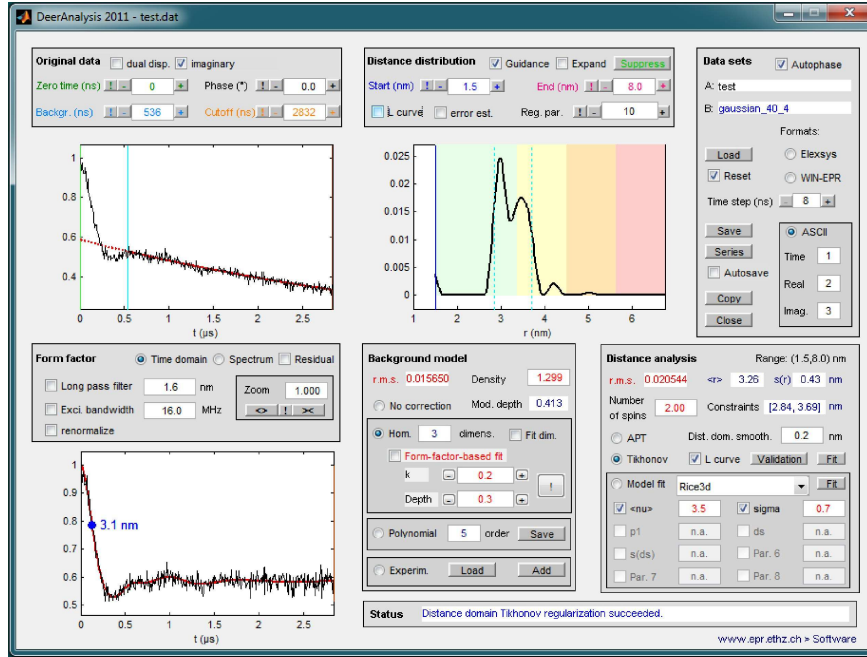 DeerAnalysis 2011 - test.dat
Original data dual disp. imaginary
Zero time (ns) ! - 0 + Phase (°) ! - 0.0 +
Backgr. (ns) ! - 536 + Cutoff (ns) ! - 2832 +
Distance distribution Guidance Expand Suppress
Start (nm) ! - 1.5 + End (nm) ! - 8.0 +
L curve error est. Reg. par. ! - 10 +
Data sets Autophase
A: test
B: gaussian_40_4
Formats:
Load Elexsys
Reset WIN-EPR
Time step (ns) - 8 +
Save ASCII
Series Time 1
Autosave Real 2
Copy Imag. 3
Close
1
0.8
0.6
0.4
0 0.5 1 1.5 2 2.5
t (µs)
0.025
0.02
0.015
0.01
0.005
0
1 2 3 4 5 6
r (nm)
Form factor Time domain Spectrum Residual
Long pass filter 1.6 nm Zoom 1.000
Exci. bandwidth 16.0 MHz <> ! ><
renormalize
1
0.9
0.8
0.7
0.6
0.5
3.1 nm
0 0.5 1 1.5 2 2.5
t (µs)
Background model
r.m.s. 0.015650 Density 1.299
No correction Mod. depth 0.413
Hom. 3 dimens. Fit dim.
Form-factor-based fit
k - 0.2 + !
Depth - 0.3 +
Polynomial 5 order Save
Experim. Load Add
Distance analysis Range: (1.5,8.0) nm
r.m.s. 0.020544 <r> 3.26 s(r) 0.43 nm
Number of spins 2.00 Constraints [2.84, 3.69] nm
APT Dist. dom. smooth. 0.2 nm
Tikhonov L curve Validation Fit
Model fit Rice3d Fit
<nu> 3.5 sigma 0.7
p1 n.a. ds n.a.
s(ds) n.a. Par. 6 n.a.
Par. 7 n.a. Par. 8 n.a.
Status Distance domain Tikhonov regularization succeeded.
www.epr.ethz.ch > Software